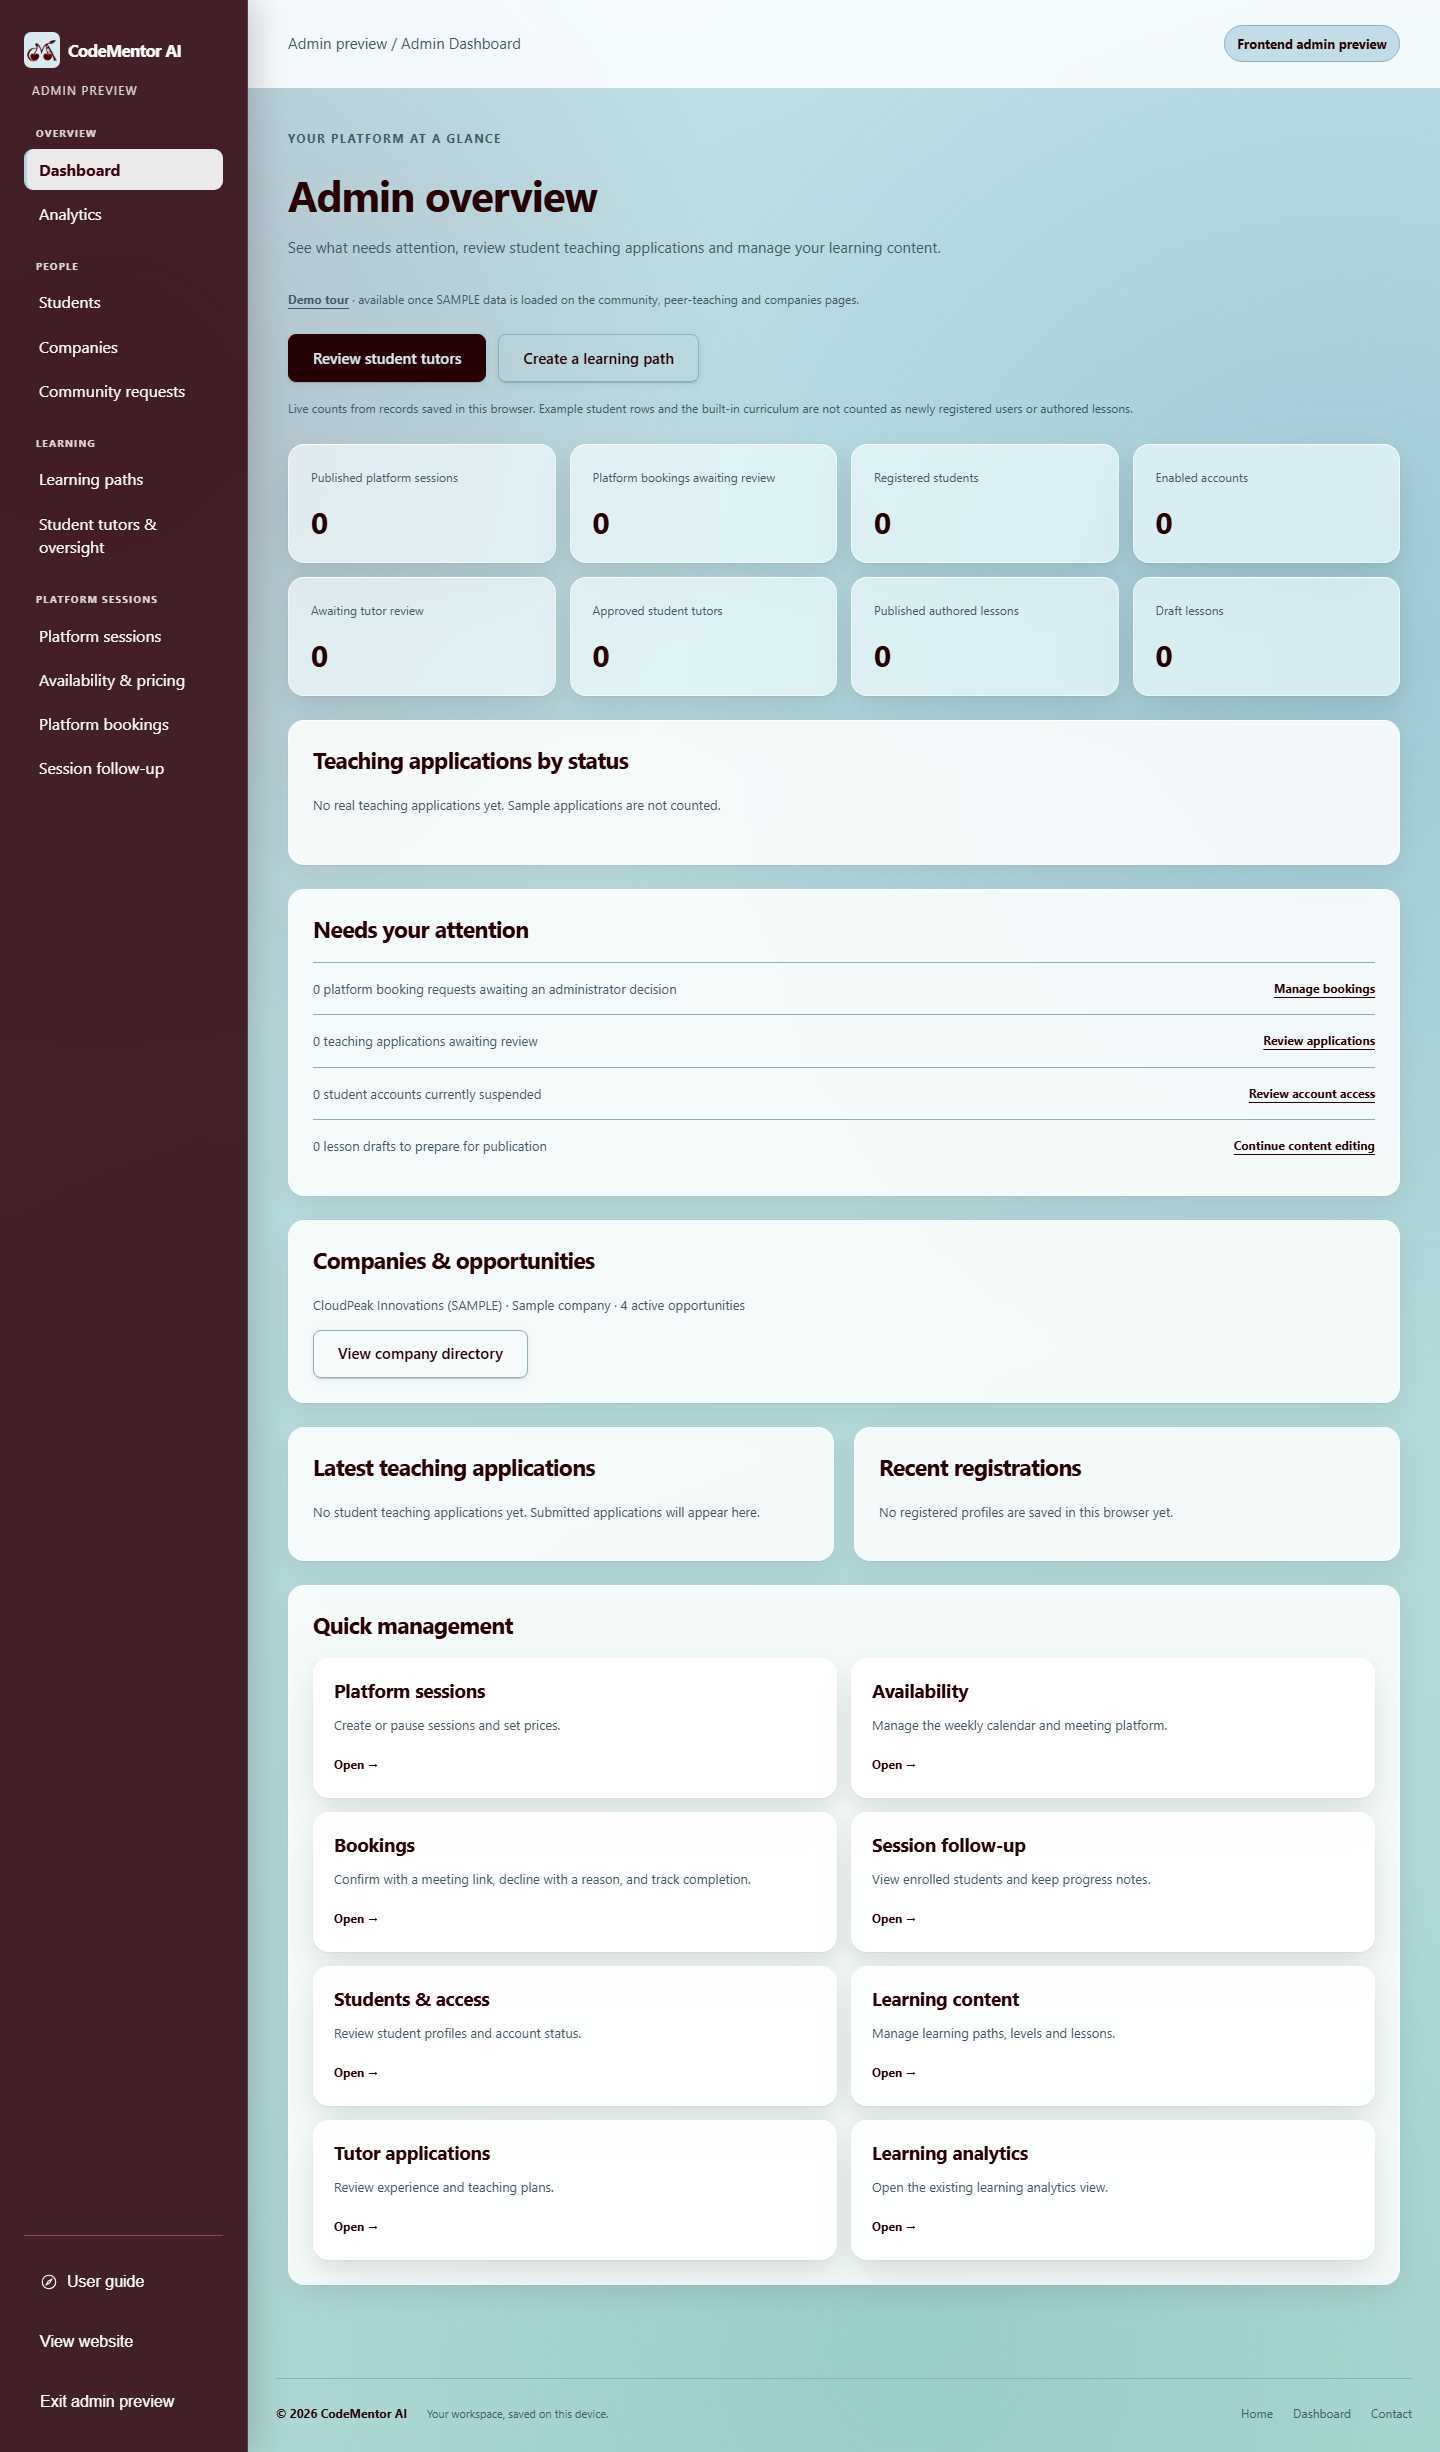 CodeMentor AI
ADMIN PREVIEW
OVERVIEW
Dashboard
Analytics
PEOPLE
Students
Companies
Community requests
LEARNING
Learning paths
Student tutors &
oversight
PLATFORM SESSIONS
Platform sessions
Availability & pricing
Platform bookings
Session follow-up
User guide
View website
Exit admin preview
Admin preview / Admin Dashboard
Frontend admin preview
YOUR PLATFORM AT A GLANCE
Admin overview
See what needs attention, review student teaching applications and manage your learning content.
Demo tour · available once SAMPLE data is loaded on the community, peer-teaching and companies pages.
Review student tutors
Create a learning path
Live counts from records saved in this browser. Example student rows and the built-in curriculum are not counted as newly registered users or authored lessons.
Published platform sessions
0
Platform bookings awaiting review
0
Registered students
0
Enabled accounts
0
Awaiting tutor review
0
Approved student tutors
0
Published authored lessons
0
Draft lessons
0
Teaching applications by status
No real teaching applications yet. Sample applications are not counted.
Needs your attention
0 platform booking requests awaiting an administrator decision
Manage bookings
0 teaching applications awaiting review
Review applications
0 student accounts currently suspended
Review account access
0 lesson drafts to prepare for publication
Continue content editing
Companies & opportunities
CloudPeak Innovations (SAMPLE) · Sample company · 4 active opportunities
View company directory
Latest teaching applications
No student teaching applications yet. Submitted applications will appear here.
Recent registrations
No registered profiles are saved in this browser yet.
Quick management
Platform sessions
Create or pause sessions and set prices.
Open →
Availability
Manage the weekly calendar and meeting platform.
Open →
Bookings
Confirm with a meeting link, decline with a reason, and track completion.
Open →
Session follow-up
View enrolled students and keep progress notes.
Open →
Students & access
Review student profiles and account status.
Open →
Learning content
Manage learning paths, levels and lessons.
Open →
Tutor applications
Review experience and teaching plans.
Open →
Learning analytics
Open the existing learning analytics view.
Open →
© 2026 CodeMentor AI
Your workspace, saved on this device.
Home
Dashboard
Contact